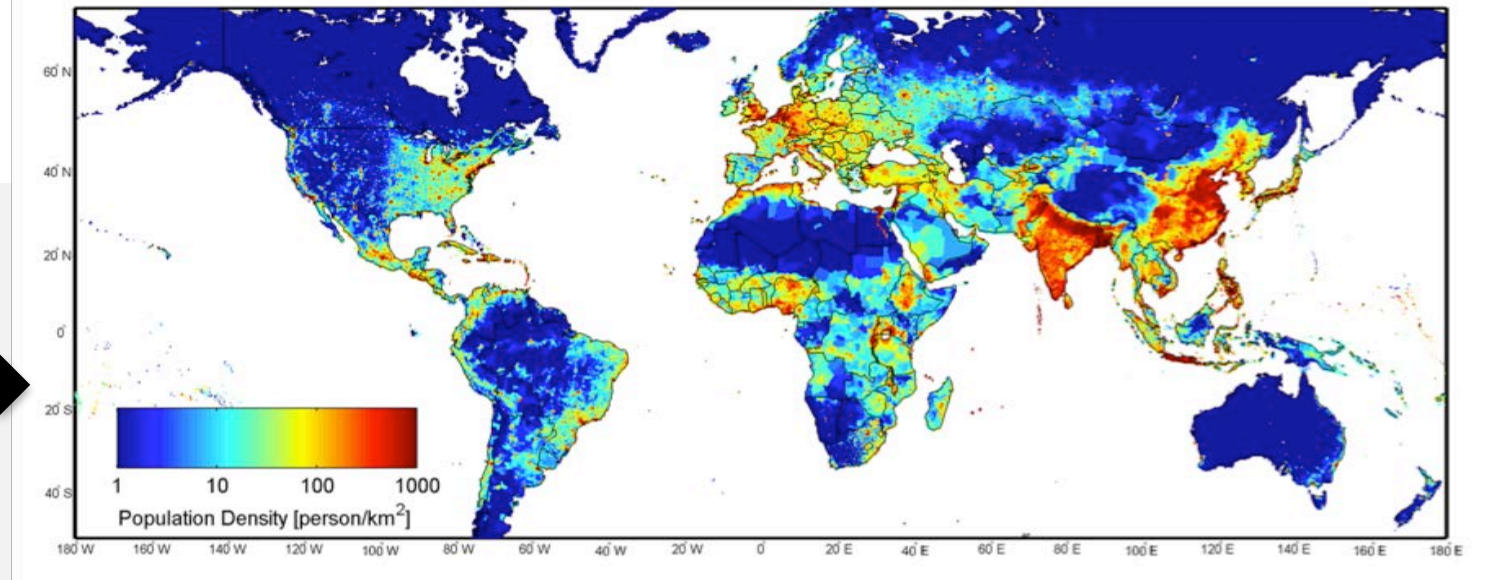 60° N
40° N
20° N
0°
20° S
40° S
1 10 100 1000
Population Density [person/km²]
180 W 160 W 140 W 120 W 100 W 80 W 60 W 40 W 20 W 0 20 E 40 E 60 E 80 E 100 E 120 E 140 E 160 E 180 E